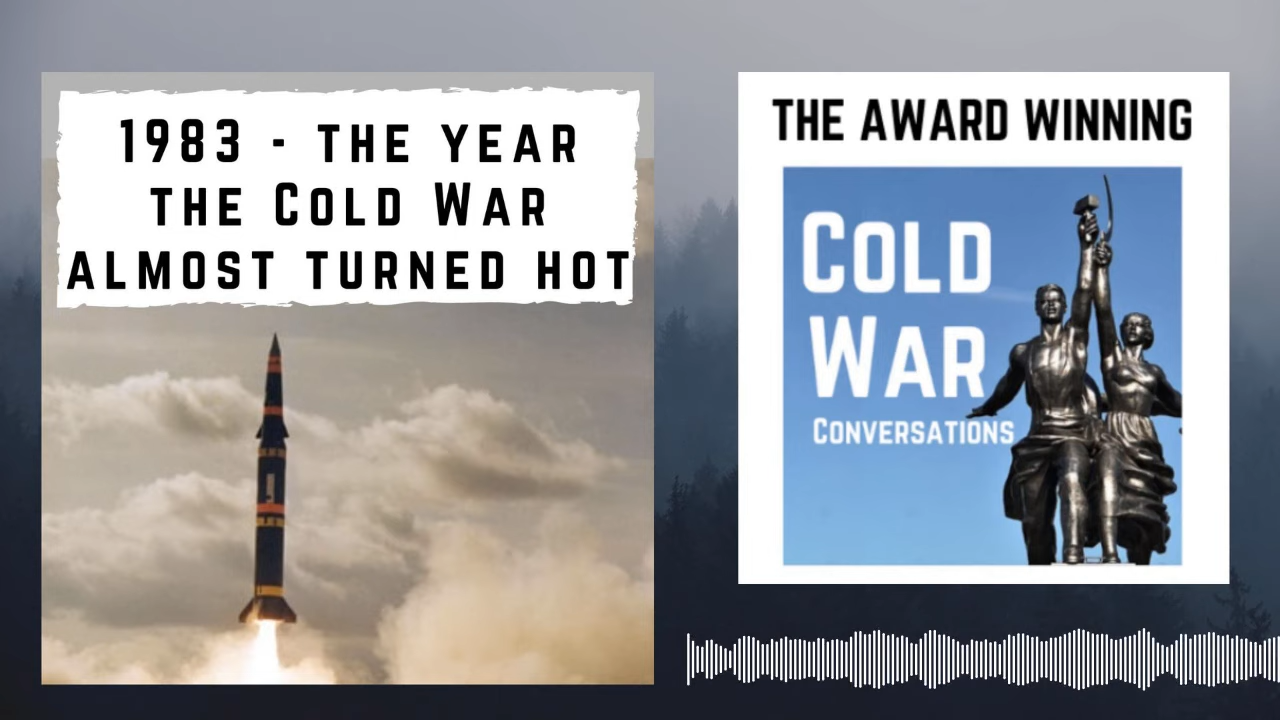 1983 - THE YEAR
THE COLD WAR
ALMOST TURNED HOT
THE AWARD WINNING
COLD
WAR
CONVERSATIONS